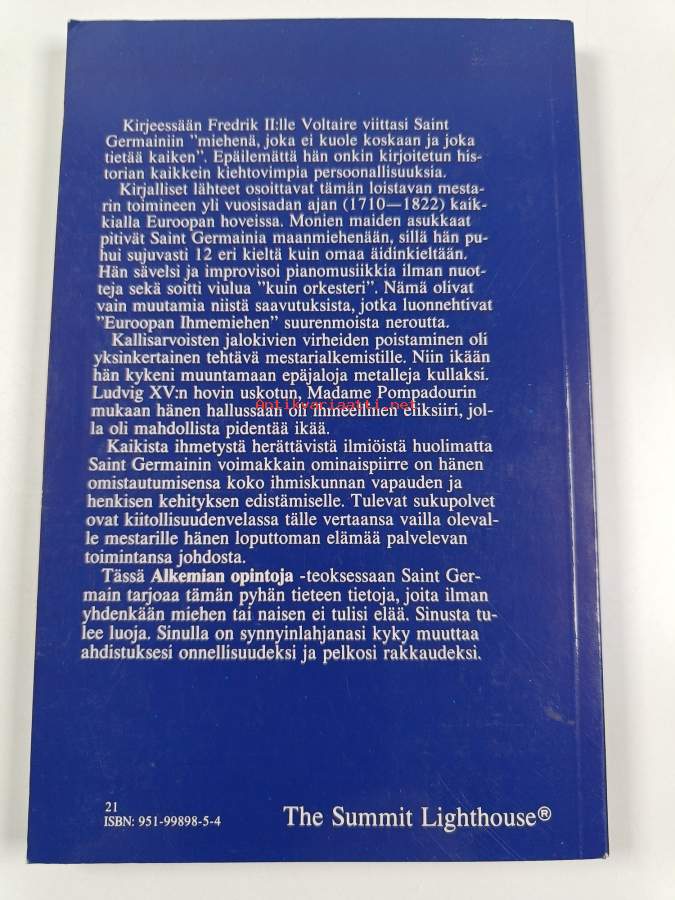 Kirjeessään Fredrik II:lle Voltaire viittasi Saint
Germainiin "miehenä, joka ei kuole koskaan ja joka
tietää kaiken". Epäilemättä hän onkin kirjoitetun his-
torian kaikkein kiehtovimpia persoonallisuuksia.
Kirjalliset lähteet osoittavat tämän loistavan mesta-
rin toimineen yli vuosisadan ajan (1710—1822) kaik-
kialla Euroopan hoveissa. Monien maiden asukkaat
pitivät Saint Germainia maanmiehenään, sillä hän pu-
hui sujuvasti 12 eri kieltä kuin omaa äidinkieltään.
Hän sävelsi ja improvisoi pianomusiikkia ilman nuot-
teja sekä soitti viulua "kuin orkesteri". Nämä olivat
vain muutamia niistä saavutuksista, jotka luonnehtivat
"Euroopan Ihmemiehen" suurenmoista neroutta.
Kallisarvoisten jalokivien virheiden poistaminen oli
yksinkertainen tehtävä mestarialkemistille. Niin ikään
hän kykeni muuntamaan epäjaloja metalleja kullaksi.
Ludvig XV:n hovin uskotun, Madame Pompadourin
mukaan hänen hallussaan oli ihmeellinen eliksiiri, jol-
la oli mahdollista pidentää ikää.
Antikvariaatti.net
Kaikista ihmetystä herättävistä ilmiöistä huolimatta
Saint Germainin voimakkain ominaispiirre on hänen
omistautumisensa koko ihmiskunnan vapauden ja
henkisen kehityksen edistämiselle. Tulevat sukupolvet
ovat kiitollisuudenvelassa tälle vertaansa vailla oleval-
le mestarille hänen loputtoman elämää palvelevan
toimintansa johdosta.
Tässä Alkemian opintoja -teoksessaan Saint Ger-
main tarjoaa tämän pyhän tieteen tietoja, joita ilman
yhdenkään miehen tai naisen ei tulisi elää. Sinusta tu-
lee luoja. Sinulla on synnyinlahjanasi kyky muuttaa
ahdistuksesi onnellisuudeksi ja pelkosi rakkaudeksi.
21
ISBN: 951-99898-5-4
The Summit Lighthouse®